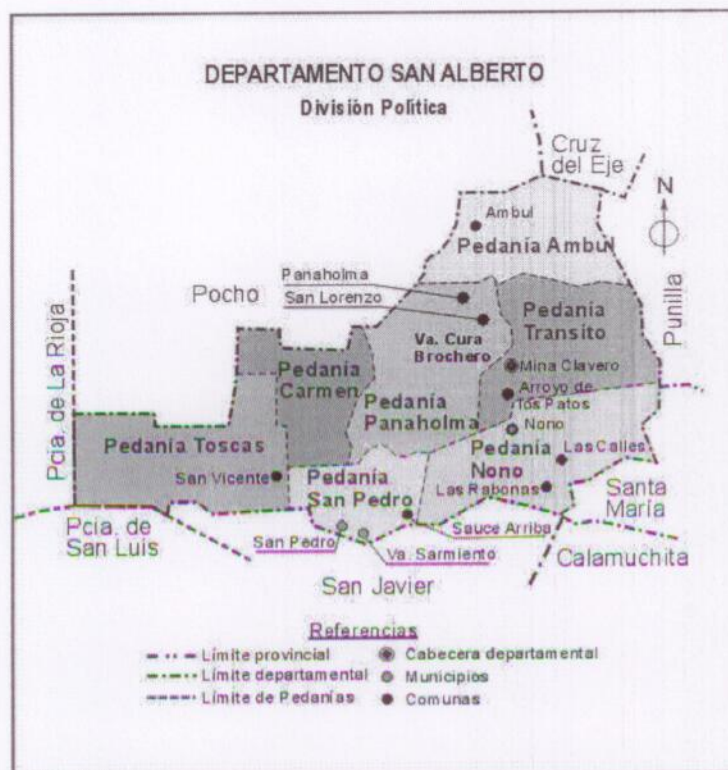 DEPARTAMENTO SAN ALBERTO
División Política
Cruz
del Eje
N
Ambul
Pedanía Ambul
Panaholma
San Lorenzo
Pocho
Punilla
Pcia. de La Rioja
Pedanía
Transito
Va. Cura
Brochero
Mina Clavero
Pedanía
Carmen
Arroyo de
los Patos
Pedanía
Panaholma
Nono
Pedanía Toscas
Pedanía
Nono
Las Calles
San Vicente
Pedanía
San Pedro
Las Rabonas
Santa
María
Pcia. de
San Luis
San Pedro
Sauce Arriba
Va. Sarmiento
Calamuchita
San Javier
Referencias
Límite provincial
Cabecera departamental
Límite departamental
Municipios
Límite de Pedanías
Comunas